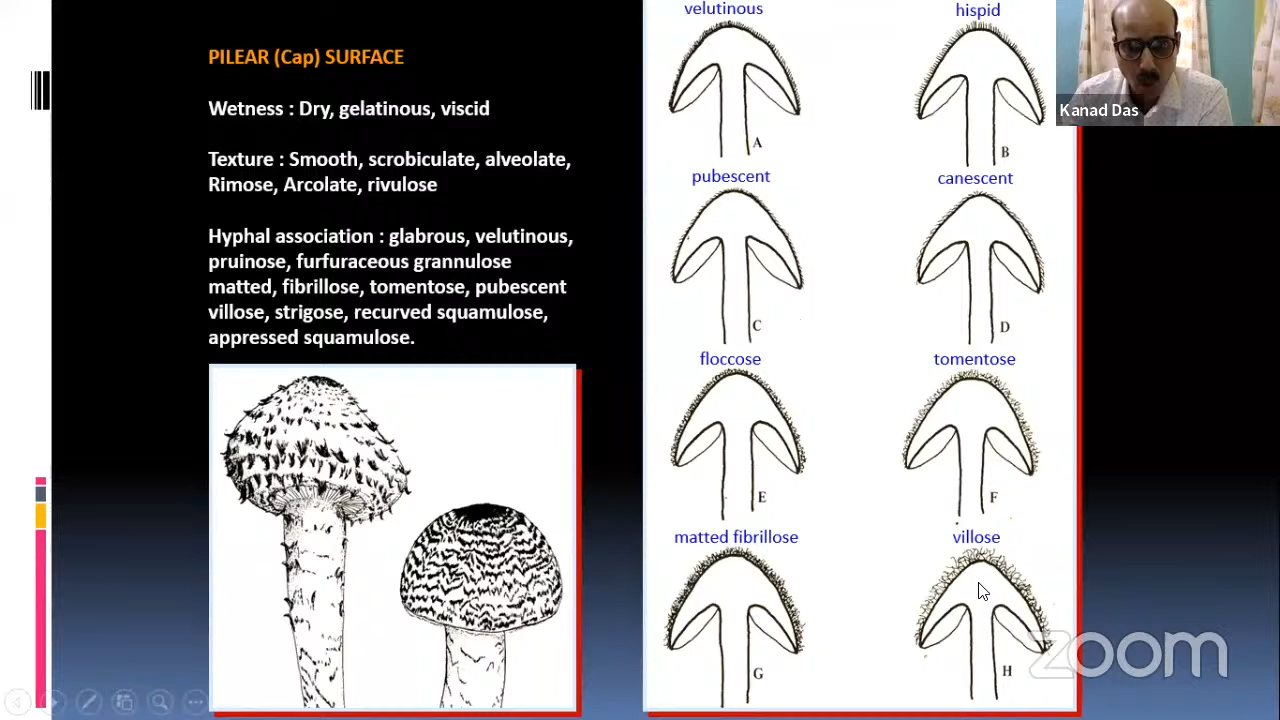 PILEAR (Cap) SURFACE
Wetness : Dry, gelatinous, viscid
Texture : Smooth, scrobiculate, alveolate,
Rimose, Arcolate, rivulose
Hyphal association : glabrous, velutinous,
pruinose, furfuraceous grannulose
matted, fibrillose, tomentose, pubescent
villose, strigose, recurved squamulose,
appressed squamulose.
velutinous
hispid
A
B
pubescent
canescent
C
D
floccose
tomentose
E
F
matted fibrillose
villose
G
H
Kanad Das
zoom